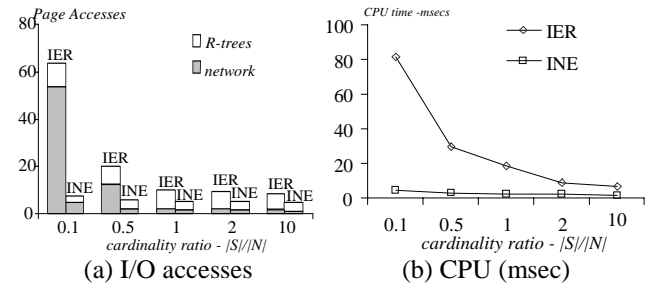 Page Accesses
80
60
40
20
0
IER
INE
IER
INE
IER
INE
IER
INE
IER
INE
R-trees
network
0.1 0.5 1 2 10
cardinality ratio - |S|/|N|
(a) I/O accesses
CPU time -msecs
100
80
60
40
20
0
IER
INE
0.1 0.5 1 2 10
cardinality ratio - |S|/|N|
(b) CPU (msec)